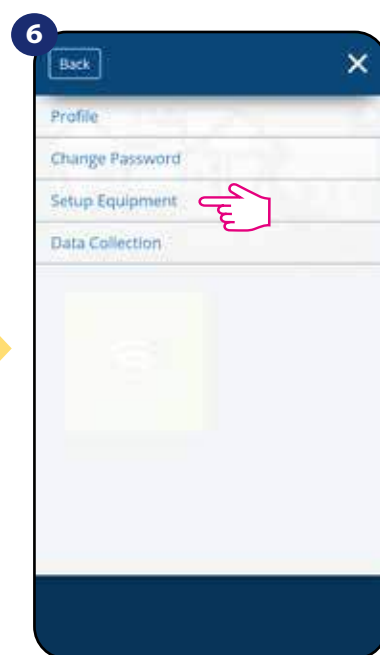 6
Back
Profile
Change Password
Setup Equipment
Data Collection